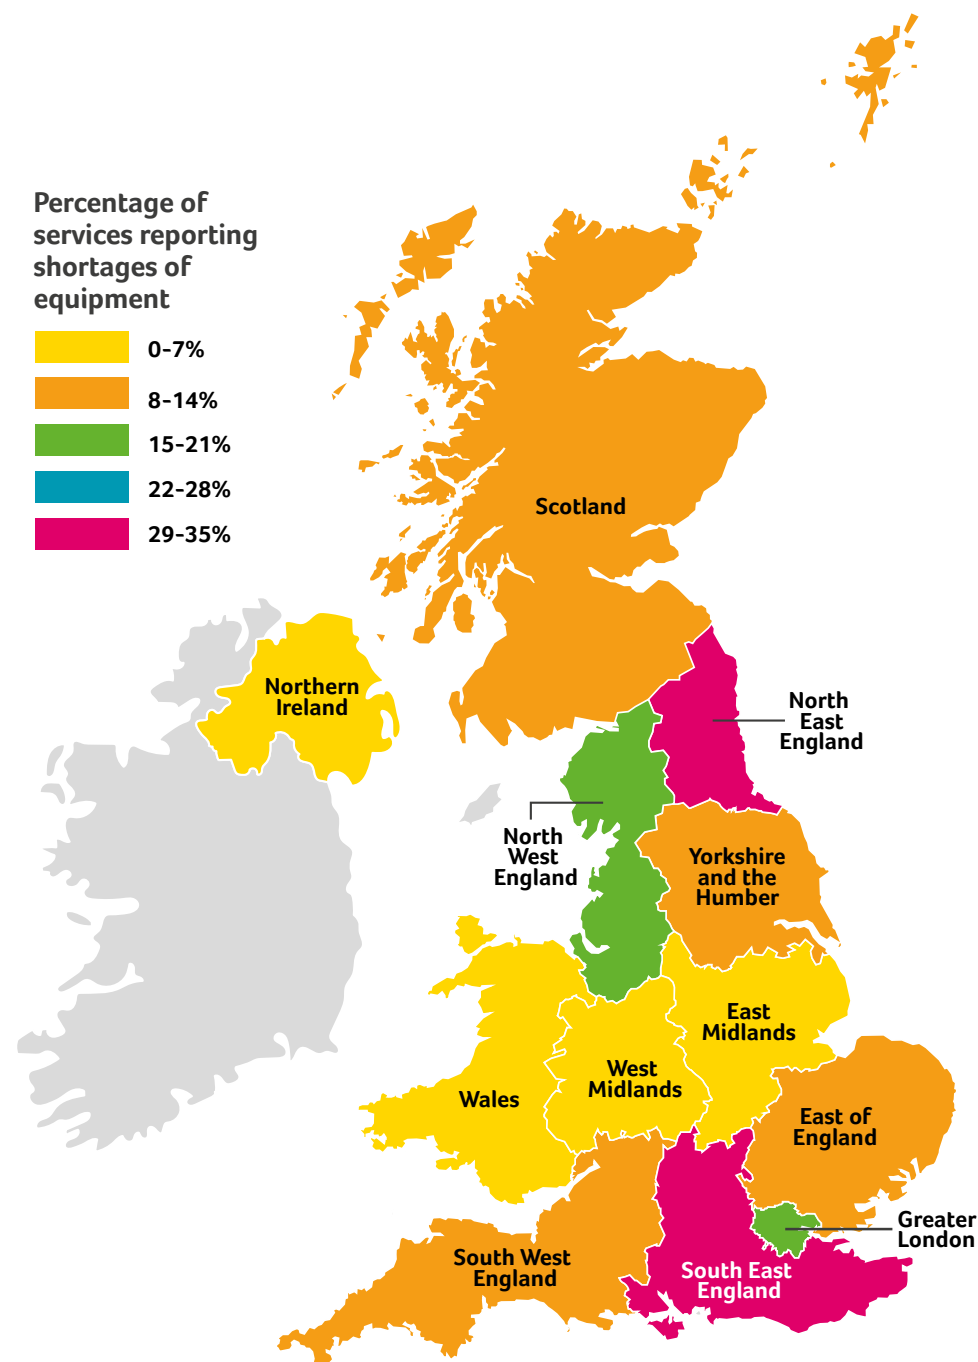 Percentage of
services reporting
shortages of
equipment
0-7%
8-14%
15-21%
22-28%
29-35%
Scotland
Northern
Ireland
North
East
England
North
West
England
Yorkshire
and the
Humber
East
Midlands
West
Midlands
Wales
East of
England
Greater
London
South West
England
South East
England